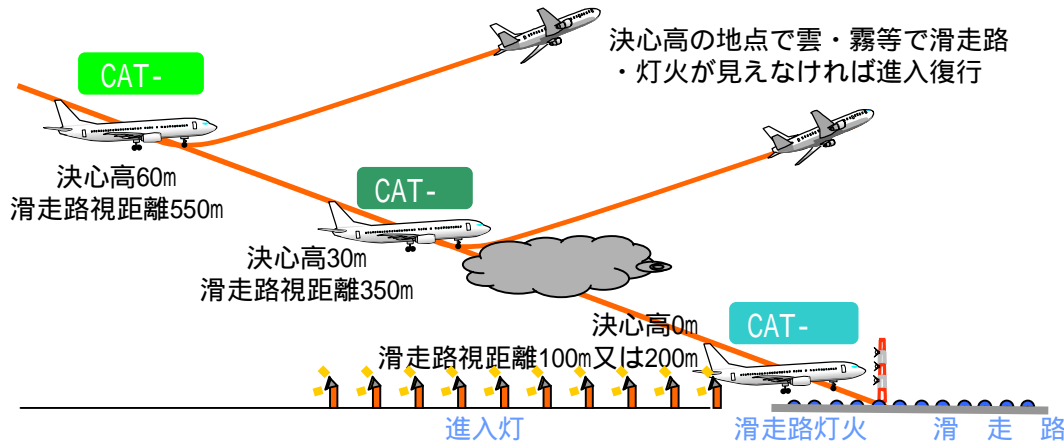 決心高の地点で雲・霧等で滑走路
・灯火が見えなければ進入復行
CAT-
決心高60m
滑走路視距離550m
CAT-
決心高30m
滑走路視距離350m
決心高0m
CAT-
滑走路視距離100m又は200m
進入灯
滑走路灯火
滑 走 路